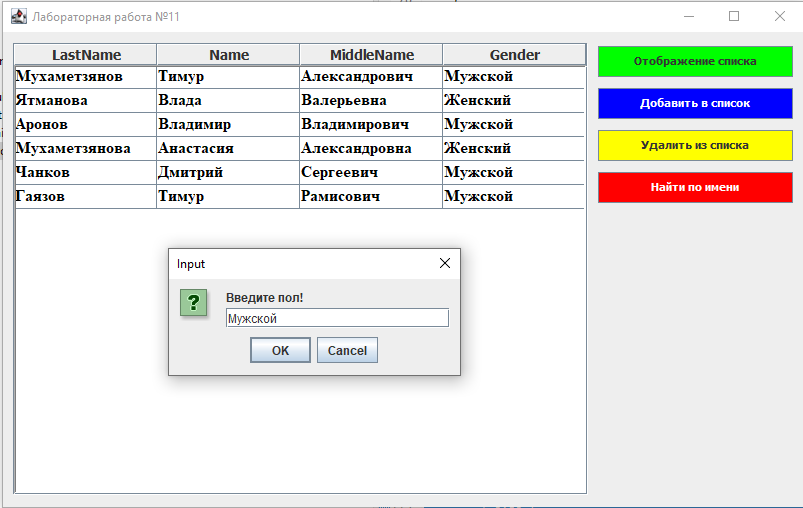 Лабораторная работа №11
LastName Name MiddleName Gender
Мухаметзянов Тимур Александрович Мужской
Ятманова Влада Валерьевна Женский
Аронов Владимир Владимирович Мужской
Мухаметзянова Анастасия Александровна Женский
Чанков Дмитрий Сергеевич Мужской
Гаязов Тимур Рамисович Мужской
Отображение списка
Добавить в список
Удалить из списка
Найти по имени
Input
Введите пол!
?
Мужской
OK Cancel